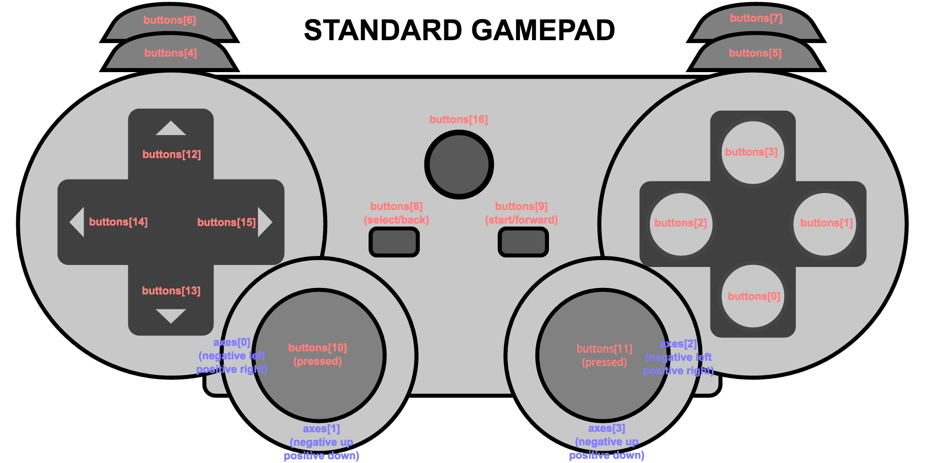 STANDARD GAMEPAD
buttons[6]
buttons[7]
buttons[4]
buttons[5]
buttons[16]
buttons[12]
buttons[3]
buttons[8]
(select/back)
buttons[9]
(start/forward)
buttons[14]
buttons[15]
buttons[2]
buttons[1]
buttons[13]
buttons[0]
axes[0]
(negative left
positive right)
buttons[10]
(pressed)
buttons[11]
(pressed)
axes[2]
(negative left
positive right)
axes[1]
(negative up
positive down)
axes[3]
(negative up
positive down)